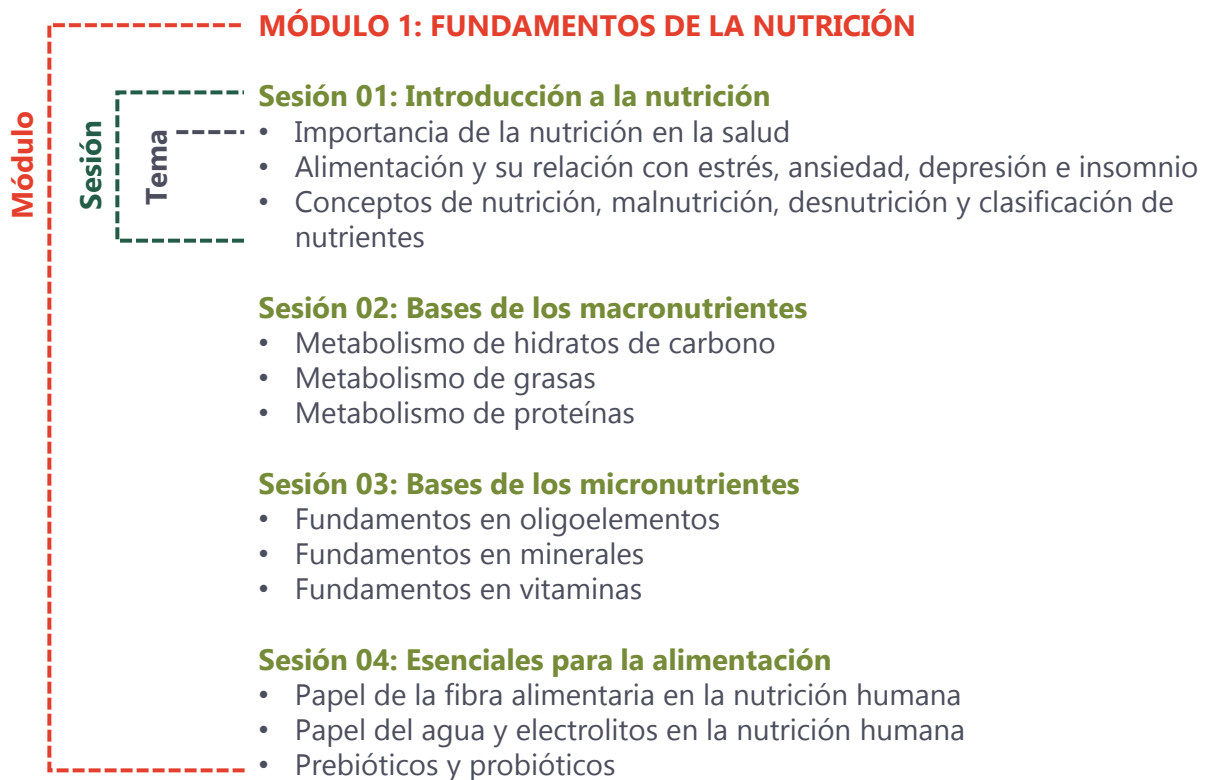 MÓDULO 1: FUNDAMENTOS DE LA NUTRICIÓN
Módulo
Sesión
Tema
Sesión 01: Introducción a la nutrición
• Importancia de la nutrición en la salud
• Alimentación y su relación con estrés, ansiedad, depresión e insomnio
• Conceptos de nutrición, malnutrición, desnutrición y clasificación de
nutrientes
Sesión 02: Bases de los macronutrientes
• Metabolismo de hidratos de carbono
• Metabolismo de grasas
• Metabolismo de proteínas
Sesión 03: Bases de los micronutrientes
• Fundamentos en oligoelementos
• Fundamentos en minerales
• Fundamentos en vitaminas
Sesión 04: Esenciales para la alimentación
• Papel de la fibra alimentaria en la nutrición humana
• Papel del agua y electrolitos en la nutrición humana
• Prebióticos y probióticos